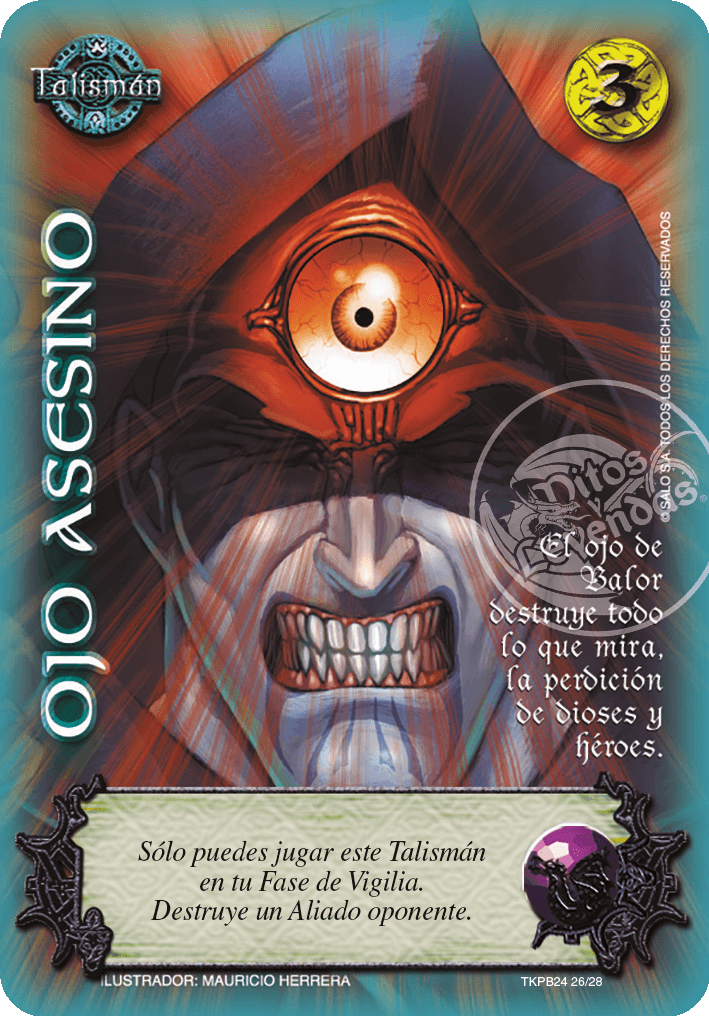 Talismán
3
OJO ASESINO
© SALO S.A. TODOS LOS DERECHOS RESERVADOS
Mitos
y
Leyendas®
El ojo de
Balor
destruye todo
lo que mira,
la perdición
de dioses y
héroes.
Sólo puedes jugar este Talismán
en tu Fase de Vigilia.
Destruye un Aliado oponente.
ILUSTRADOR: MAURICIO HERRERA
TKPB24 26/28